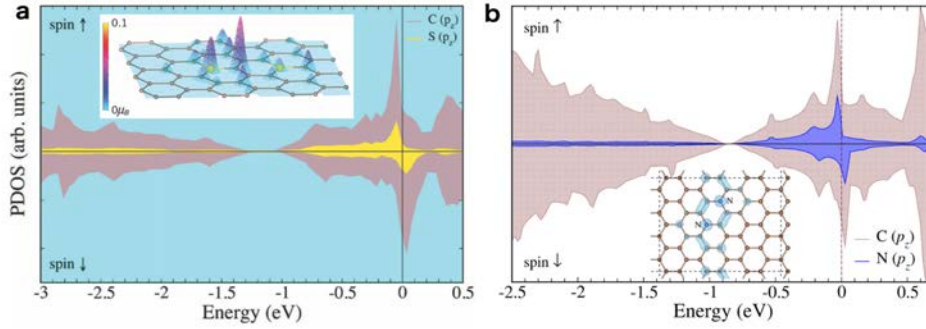 a
spin ↑
0.1
0μB
C (pz)
S (pz)
PDOS (arb. units)
spin ↓
-3 -2.5 -2 -1.5 -1 -0.5 0 0.5
Energy (eV)
b
spin ↑
N
N
spin ↓
C (pz)
N (pz)
-2.5 -2 -1.5 -1 -0.5 0 0.5
Energy (eV)